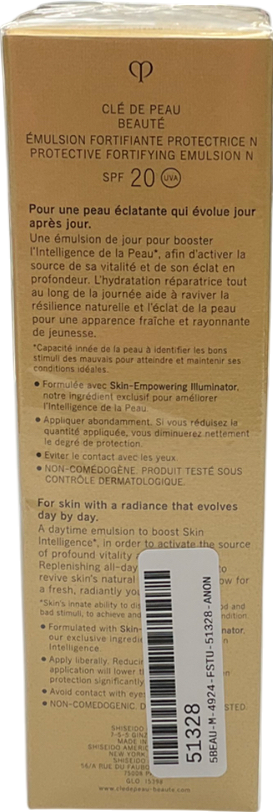 CLÉ DE PEAU
BEAUTÉ
ÉMULSION FORTIFIANTE PROTECTRICE N
PROTECTIVE FORTIFYING EMULSION N
SPF 20 UVA
Pour une peau éclatante qui évolue jour
après jour.
Une émulsion de jour pour booster
l'Intelligence de la Peau*, afin d'activer la
source de sa vitalité et de son éclat en
profondeur. L'hydratation réparatrice tout
au long de la journée aide à raviver la
résilience naturelle et l'éclat de la peau
pour une apparence fraîche et rayonnante
de jeunesse.
*Capacité innée de la peau à identifier les bons
stimuli des mauvais pour atteindre et maintenir ses
conditions idéales.
● Formulée avec Skin-Empowering Illuminator,
notre ingrédient exclusif pour améliorer
l'Intelligence de la Peau.
● Appliquer abondamment. Si vous réduisez la
quantité appliquée, vous diminuerez nettement
le degré de protection.
● Eviter le contact avec les yeux.
● NON-COMÉDOGÈNE. PRODUIT TESTÉ SOUS
CONTRÔLE DERMATOLOGIQUE.
For skin with a radiance that evolves
day by day.
A daytime emulsion to boost Skin
Intelligence*, in order to activate the source
of profound vitality
Replenishing all-day to
revive skin's natural for
a fresh, radiantly
*Skin's innate ability to and
bad stimuli, to achieve
● Formulated with
our exclusive
Intelligence.
● Apply liberally.
application will lower
protection
● Avoid contact with
● NON-COMEDOGENIC.
SHISEIDO
MADE IN
SHISEIDO
NEW YORK
SHISEIDO
56/A RUE DU
75008
www.cledepeau-beaute.com
51328
5BEAU-M-4924-FSTU-51328-ANON